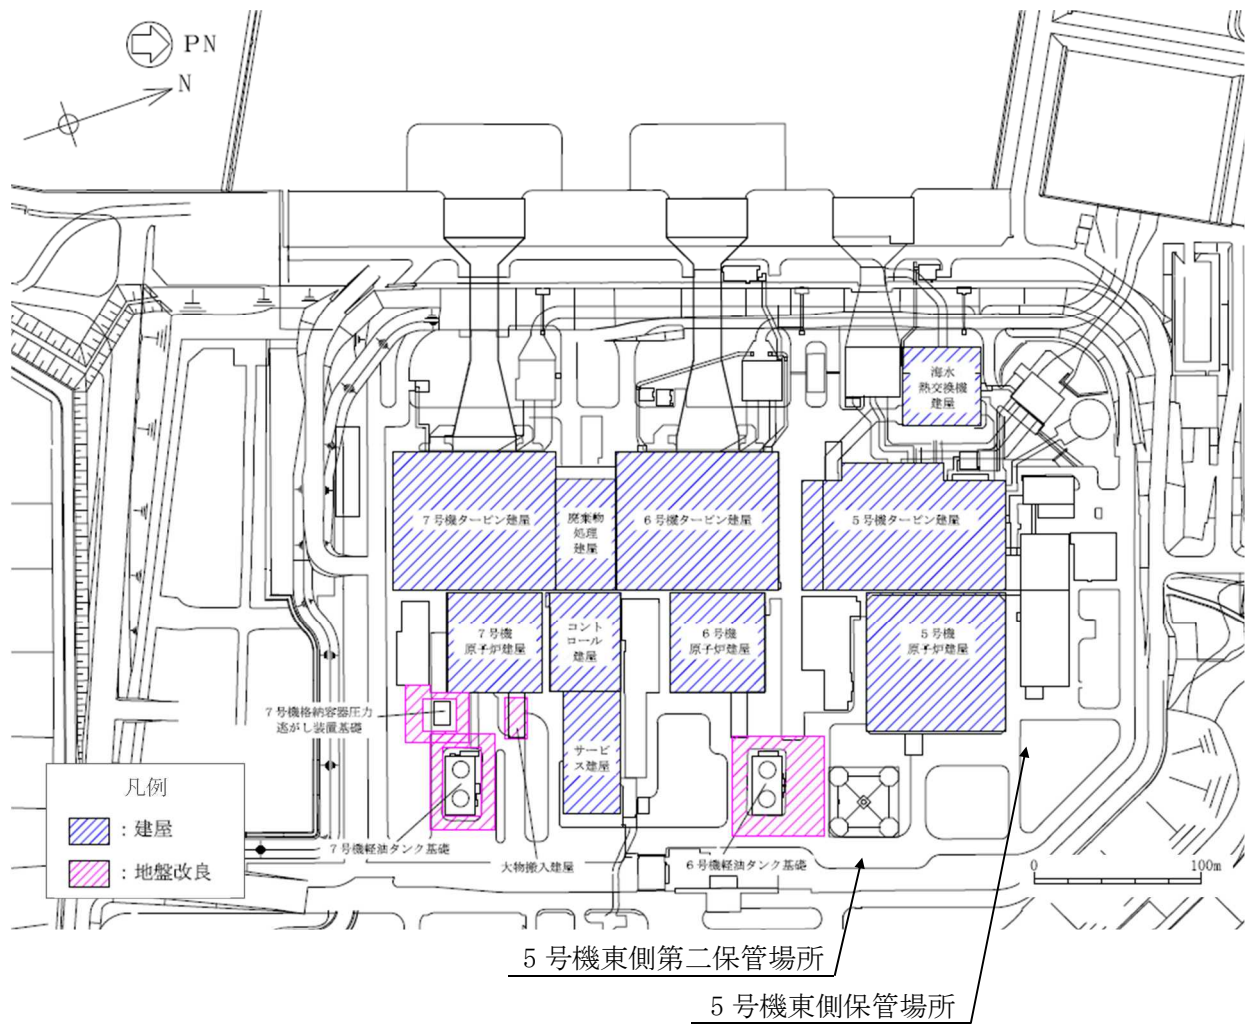 PN
N
海水
熱交換機
建屋
7号機タービン建屋
廃棄物
処理
建屋
6号機タービン建屋
5号機タービン建屋
7号機
原子炉建屋
コント
ロール
建屋
6号機
原子炉建屋
5号機
原子炉建屋
7号機格納容器圧力
逃がし装置基礎
サービ
ス建屋
凡例
：建屋
：地盤改良
7号機軽油タンク基礎
大物搬入建屋
6号機軽油タンク基礎
0
100m
5号機東側第二保管場所
5号機東側保管場所